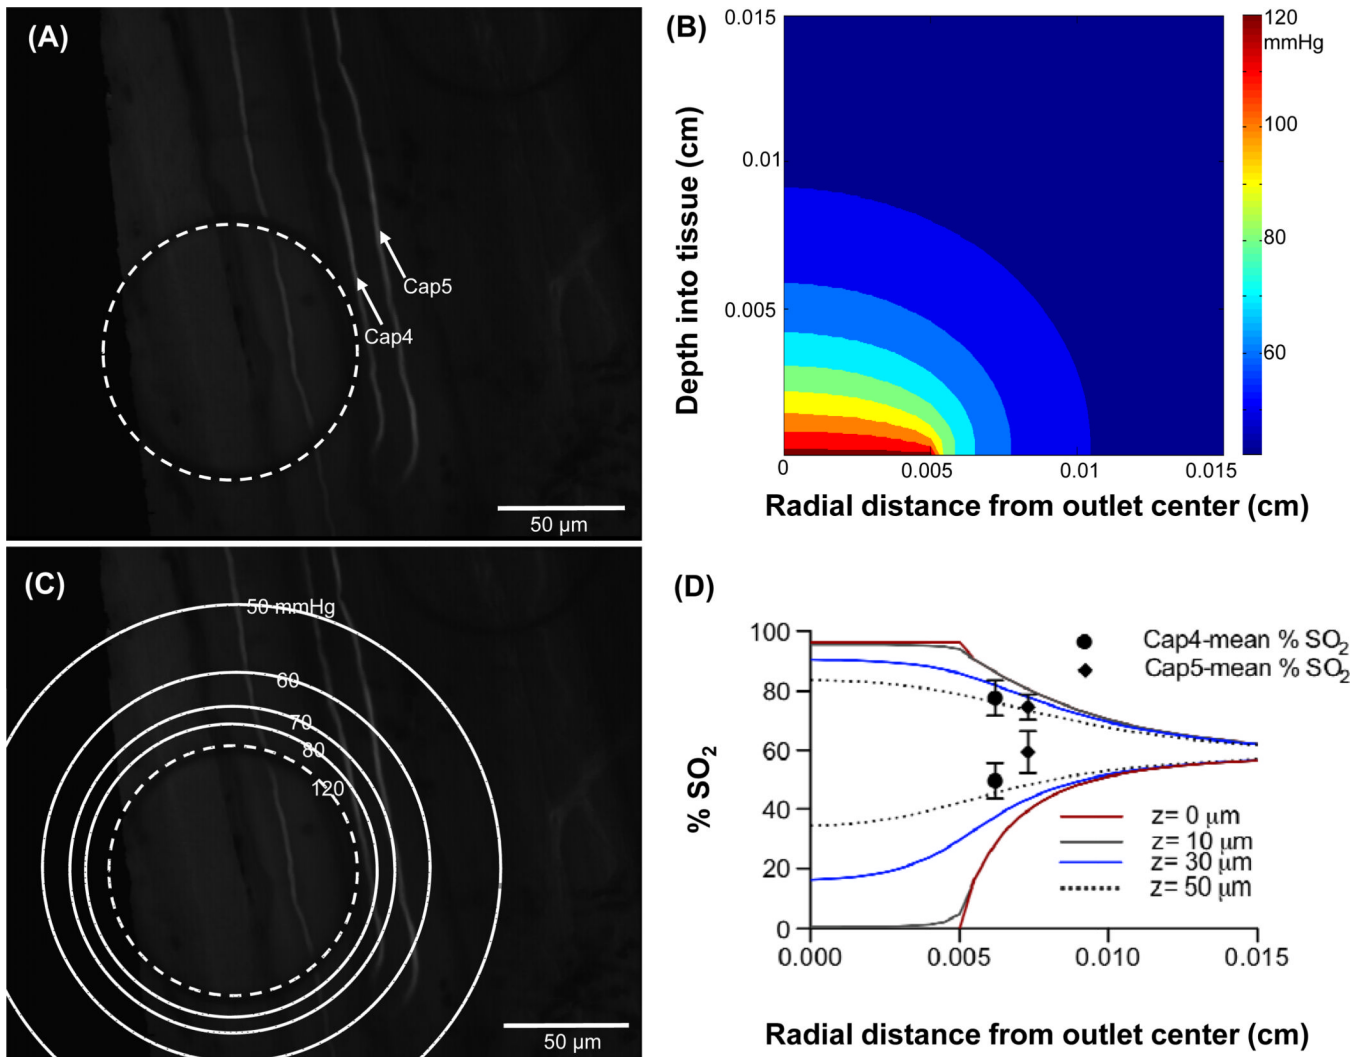 (A)
Cap5
Cap4
50 µm
(B)
Depth into tissue (cm)
0.015
0.01
0.005
0
0.005
0.01
0.015
Radial distance from outlet center (cm)
120
mmHg
100
80
60
(C)
50 mmHg
60
70
80
120
50 µm
(D)
% SO2
100
80
60
40
20
0
0.000
0.005
0.010
0.015
Cap4-mean % SO2
Cap5-mean % SO2
z= 0 µm
z= 10 µm
z= 30 µm
z= 50 µm
Radial distance from outlet center (cm)